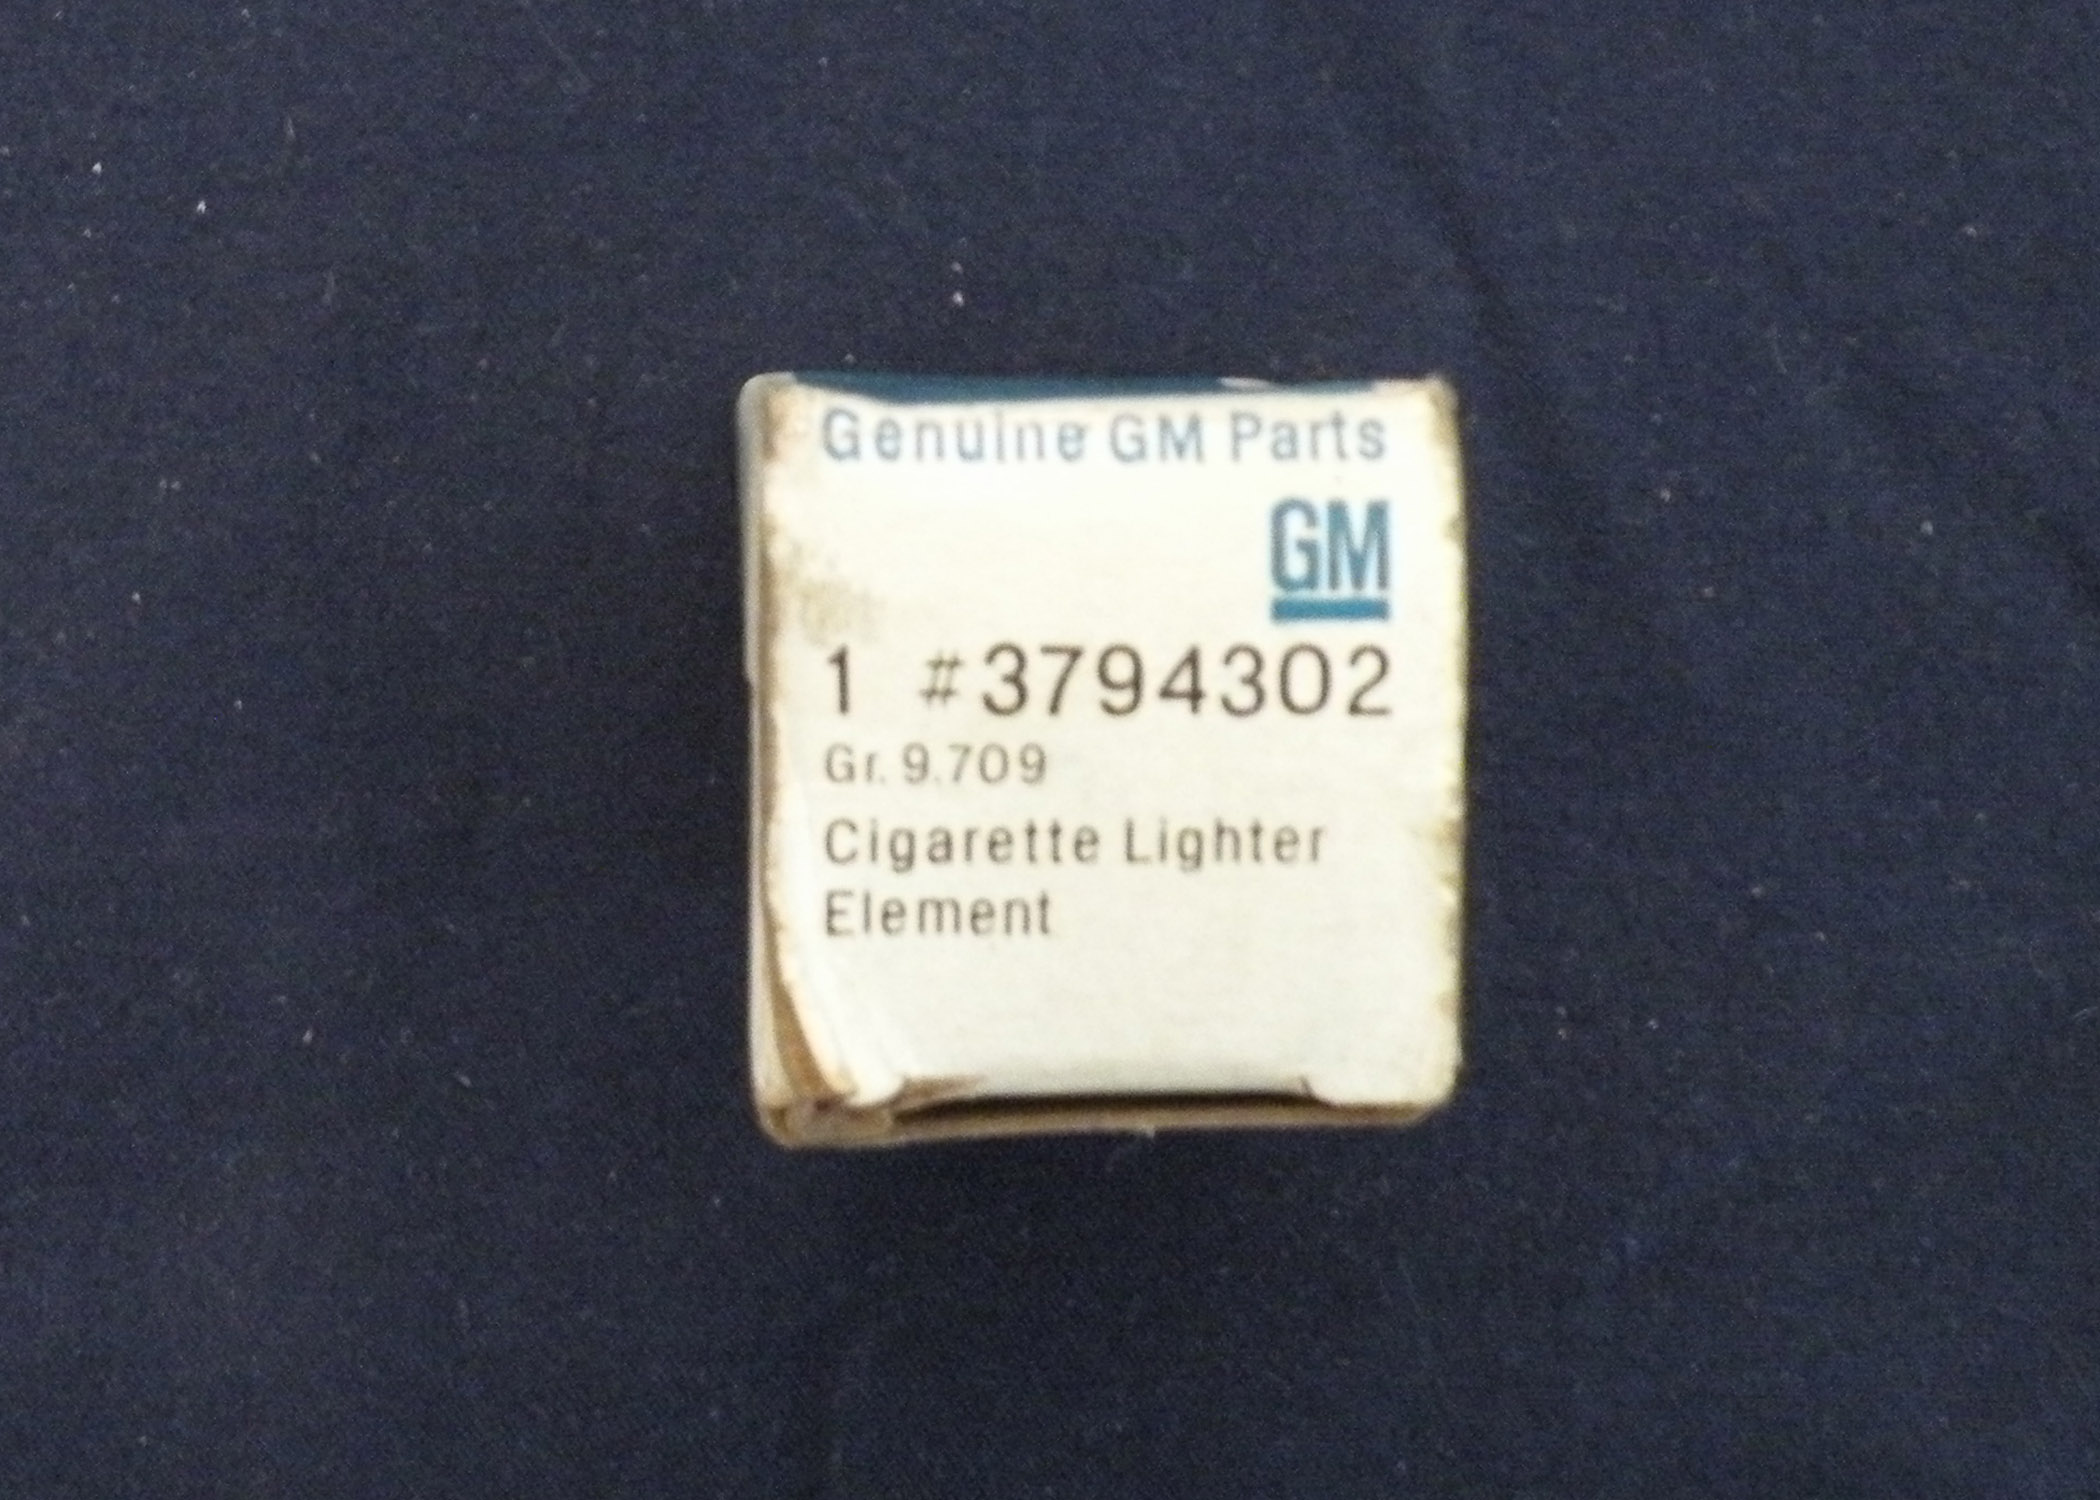 Genuine GM Parts
GM
1 #3794302
Gr. 9.709
Cigarette Lighter
Element